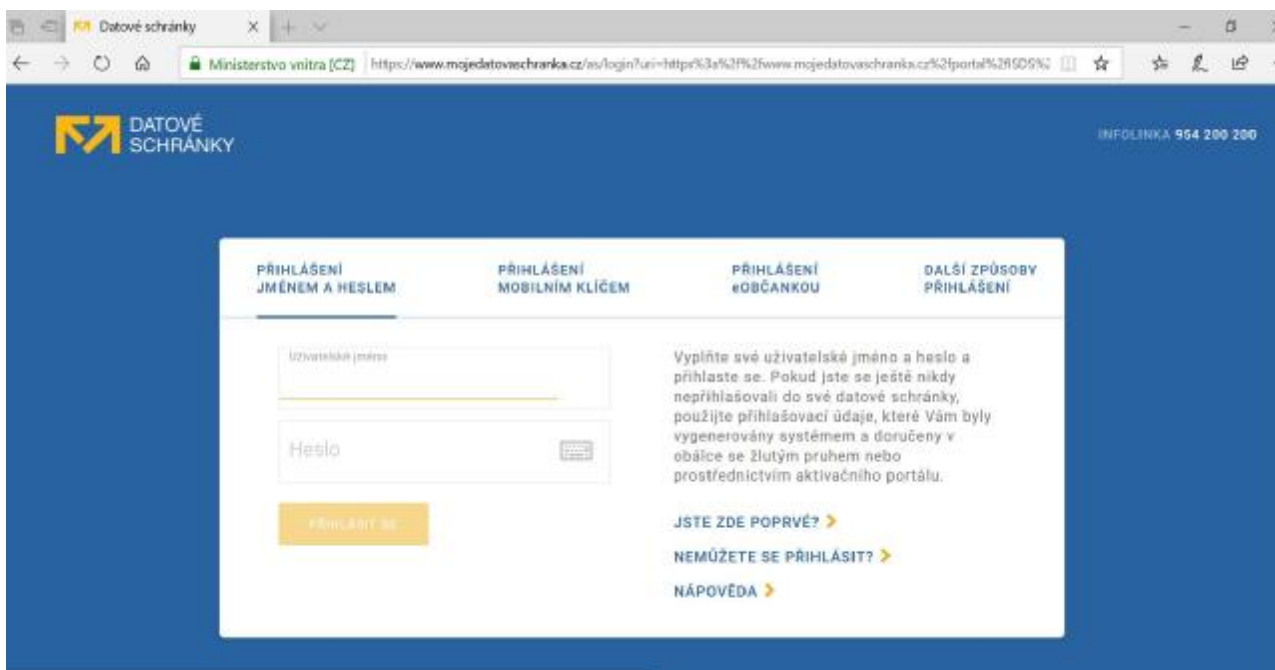 Datové schránky
Ministerstvo vnitra [CZ] https://www.mojedatovaschranka.cz/as/login?uri=https%3a%2f%2fwww.mojedatovaschranka.cz%2fportal%2fISDS%2
DATOVÉ
SCHRÁNKY
INFOLINKA 954 200 200
PŘIHLÁŠENÍ
JMÉNEM A HESLEM
PŘIHLÁŠENÍ
MOBILNÍM KLÍČEM
PŘIHLÁŠENÍ
eOBČANKOU
DALŠÍ ZPŮSOBY
PŘIHLÁŠENÍ
Uživatelské jméno
Heslo
PŘIHLÁSIT SE
Vyplňte své uživatelské jméno a heslo a
přihlaste se. Pokud jste se ještě nikdy
nepřihlašovali do své datové schránky,
použijte přihlašovací údaje, které Vám byly
vygenerovány systémem a doručeny v
obálce se žlutým pruhem nebo
prostřednictvím aktivačního portálu.
JSTE ZDE POPRVÉ?
NEMŮŽETE SE PŘIHLÁSIT?
NÁPOVĚDA